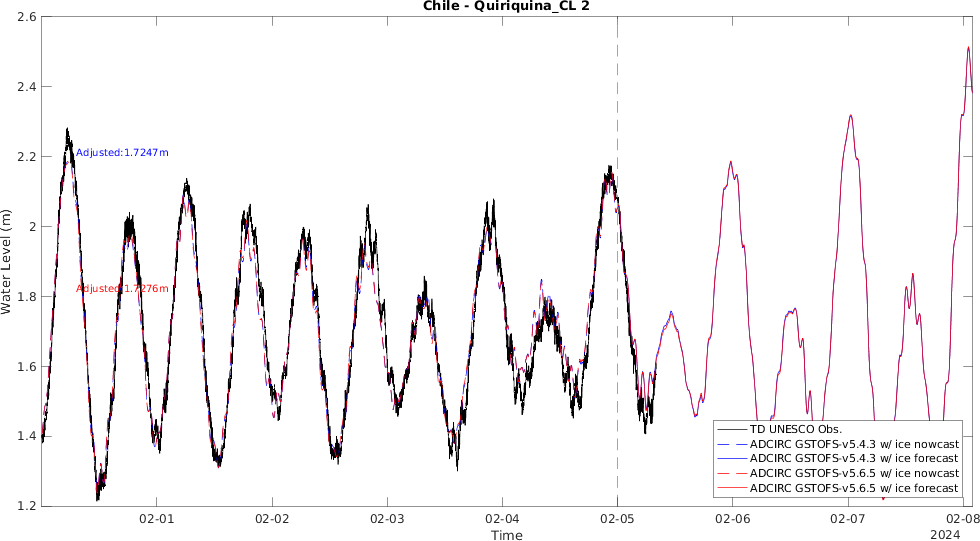 Chile - Quiriquina_CL 2
2.6
2.4
2.2
2
1.8
1.6
1.4
1.2
Water Level (m)
Adjusted:1.7247m
Adjusted:1.7276m
TD UNESCO Obs.
ADCIRC GSTOFS-v5.4.3 w/ ice nowcast
ADCIRC GSTOFS-v5.4.3 w/ ice forecast
ADCIRC GSTOFS-v5.6.5 w/ ice nowcast
ADCIRC GSTOFS-v5.6.5 w/ ice forecast
02-01 02-02 02-03 02-04 02-05 02-06 02-07 02-08
Time
2024